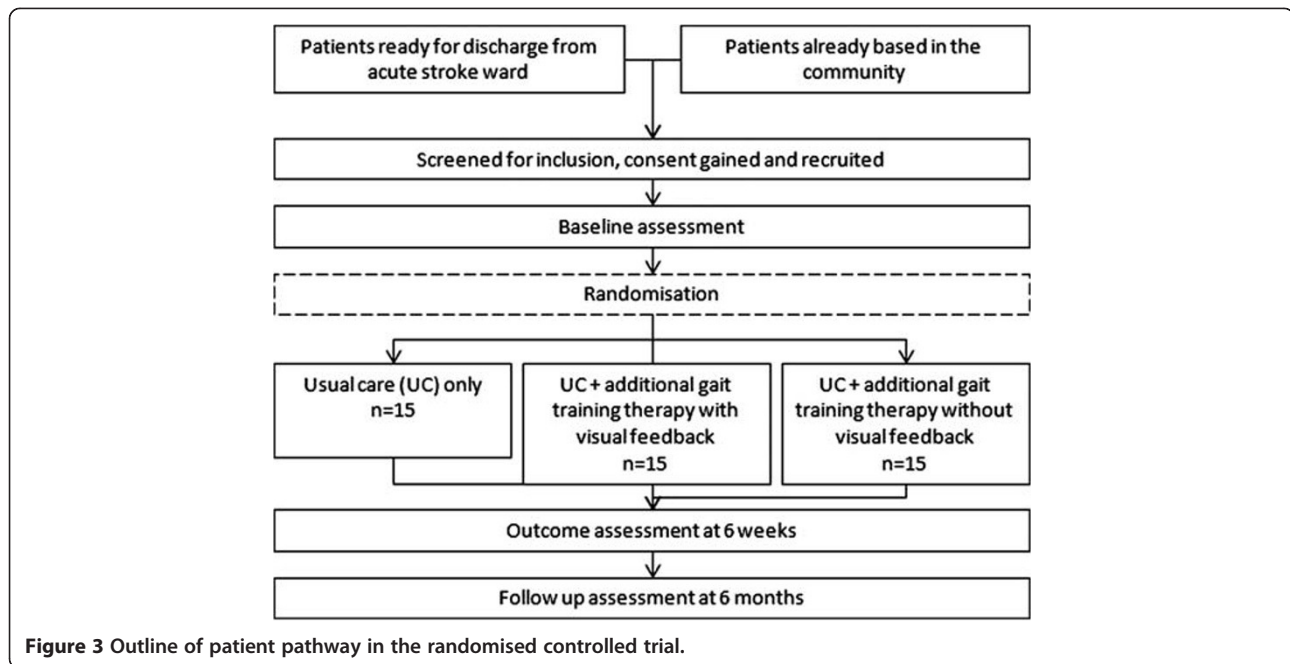 Patients ready for discharge from
acute stroke ward
Patients already based in the
community
Screened for inclusion, consent gained and recruited
Baseline assessment
Randomisation
Usual care (UC) only
n=15
UC + additional gait
training therapy with
visual feedback
n=15
UC + additional gait
training therapy without
visual feedback
n=15
Outcome assessment at 6 weeks
Follow up assessment at 6 months
Figure 3 Outline of patient pathway in the randomised controlled trial.